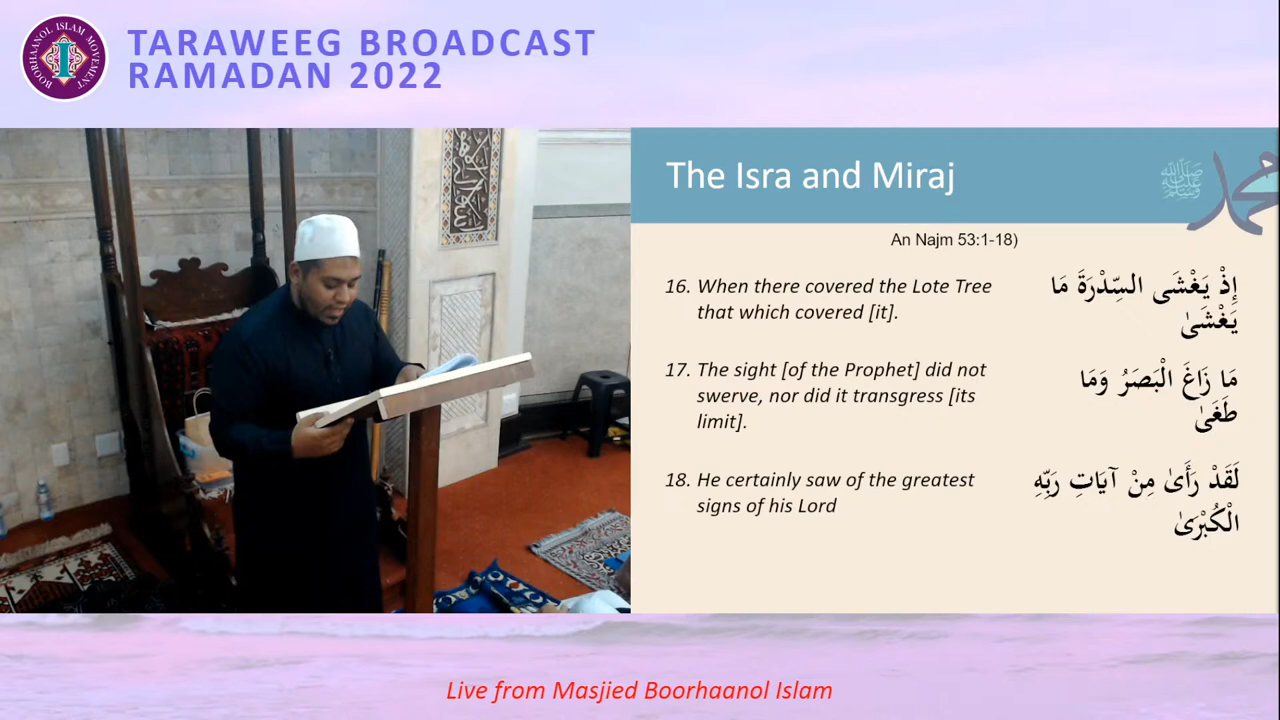 TARAWEEG BROADCAST
RAMADAN 2022
BOORHAANOL ISLAM MOVEMENT
The Isra and Miraj
An Najm 53:1-18)
16. When there covered the Lote Tree
that which covered [it].
إِذْ يَغْشَى السِّدْرَةَ مَا
يَغْشَىٰ
17. The sight [of the Prophet] did not
swerve, nor did it transgress [its
limit].
مَا زَاغَ الْبَصَرُ وَمَا
طَغَىٰ
18. He certainly saw of the greatest
signs of his Lord
لَقَدْ رَأَىٰ مِنْ آيَاتِ رَبِّهِ
الْكُبْرَىٰ
Live from Masjied Boorhaanol Islam